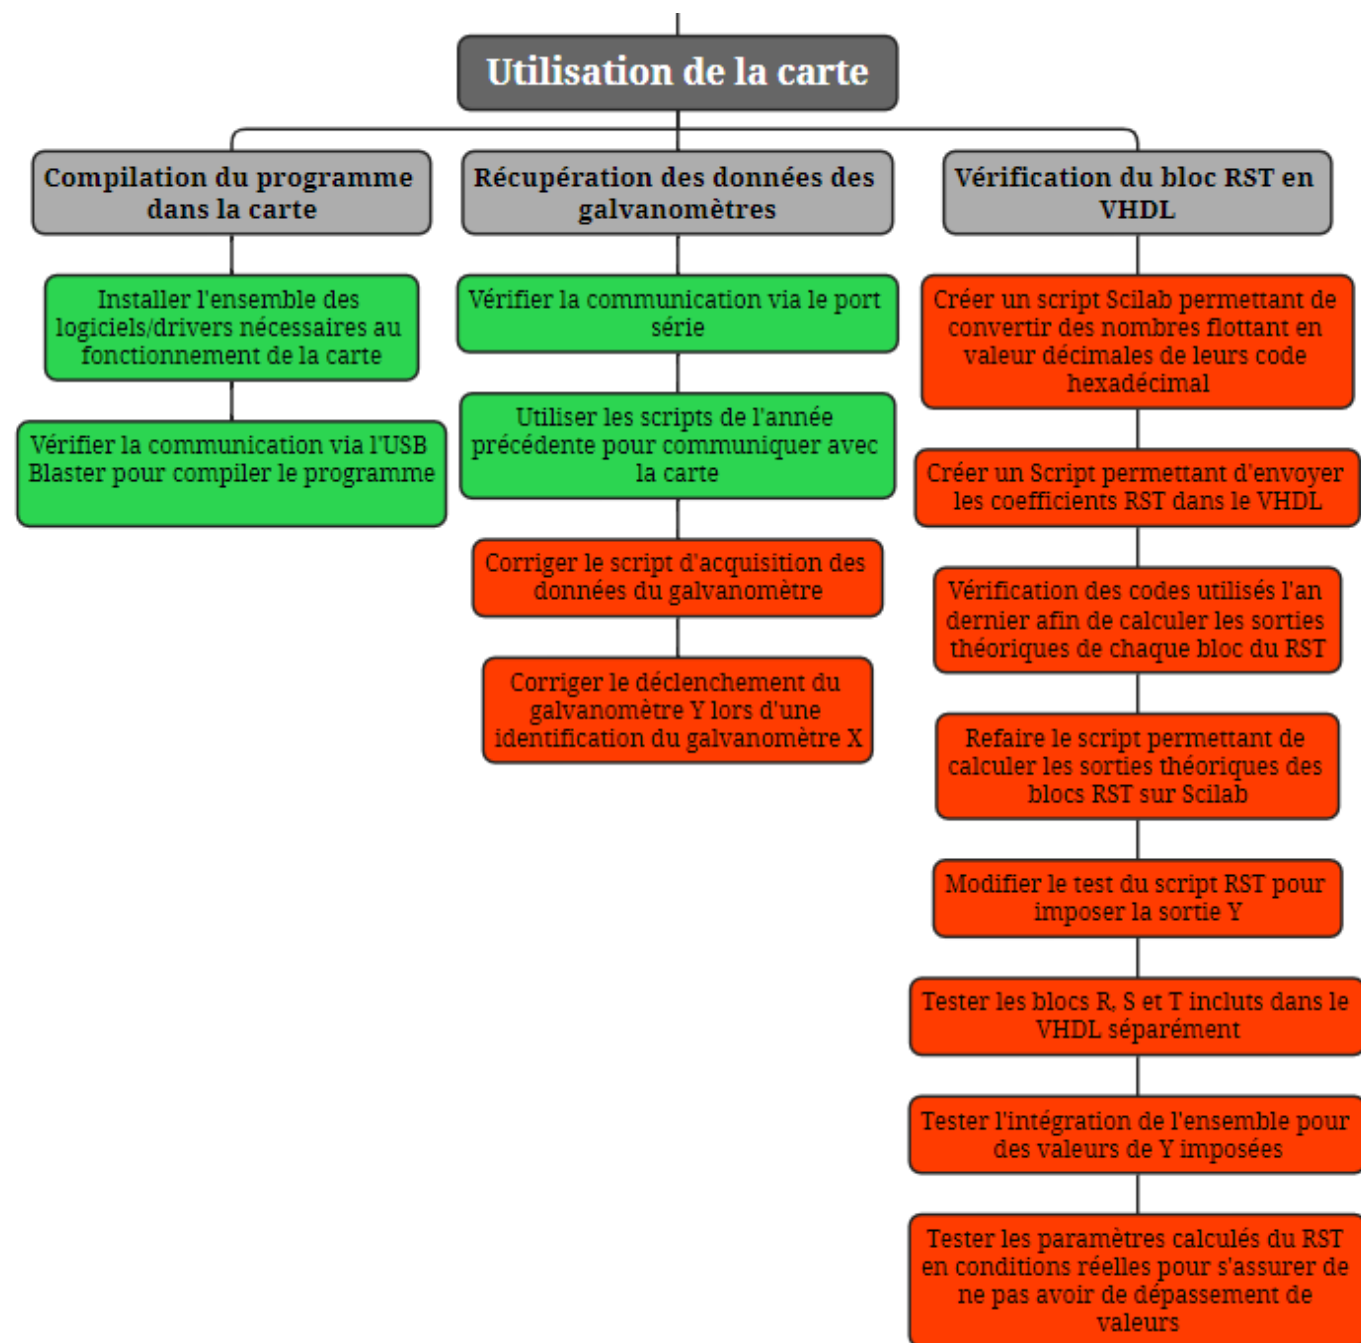 Utilisation de la carte
Compilation du programme
dans la carte
Installer l'ensemble des
logiciels/drivers nécessaires au
fonctionnement de la carte
Vérifier la communication via l'USB
Blaster pour compiler le programme
Récupération des données des
galvanomètres
Vérifier la communication via le port
série
Utiliser les scripts de l'année
précédente pour communiquer avec
la carte
Corriger le script d'acquisition des
données du galvanomètre
Corriger le déclenchement du
galvanomètre Y lors d'une
identification du galvanomètre X
Vérification du bloc RST en
VHDL
Créer un script Scilab permettant de
convertir des nombres flottant en
valeur décimales de leurs code
hexadécimal
Créer un Script permettant d'envoyer
les coefficients RST dans le VHDL
Vérification des codes utilisés l'an
dernier afin de calculer les sorties
théoriques de chaque bloc du RST
Refaire le script permettant de
calculer les sorties théoriques des
blocs RST sur Scilab
Modifier le test du script RST pour
imposer la sortie Y
Tester les blocs R, S et T incluts dans le
VHDL séparément
Tester l'intégration de l'ensemble pour
des valeurs de Y imposées
Tester les paramètres calculés du RST
en conditions réelles pour s'assurer de
ne pas avoir de dépassement de
valeurs